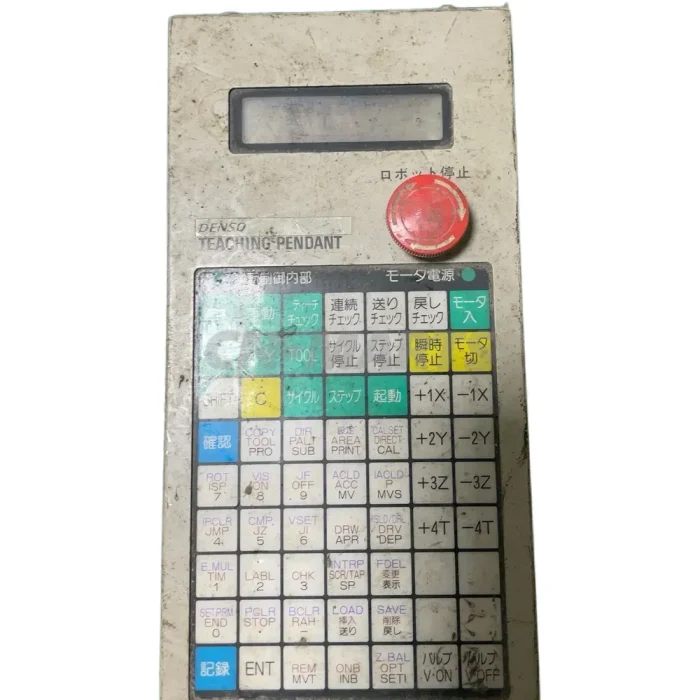 ロボット停止
DENSO
TEACHING PENDANT
制御内部 モータ電源
ティーチ チェック
連続 チェック
送り チェック
戻し チェック
モータ 入
TOOL
サイクル 停止
ステップ 停止
瞬時 停止
モータ 切
SHIFT
C
サイクル
ステップ
起動
+1X
-1X
確認
COPY TOOL PRO
DIR PALT SUB
AREA PRINT
CALSET DIRECT CAL
+2Y
-2Y
ROT ISP 7
VIS ON 8
JF OFF 9
ACLD ACC MV
IACLD P MVS
+3Z
-3Z
IRCLR JMP 4
CMP JZ 5
VSET JI 6
DRW APR
DRV DEP
+4T
-4T
E.MUL TIM 1
LABL 2
CHK 3
INTRP SCR/TAP SP
FDEL 変更 表示
SET.PRM END 0
PCLR STOP .
BCLR RAH -
LOAD 挿入 送り
SAVE 削除 戻し
記録
ENT
REM MVT
ONB INB
Z.BAL OPT SETI
バルブ V・ON
バルブ V・OFF